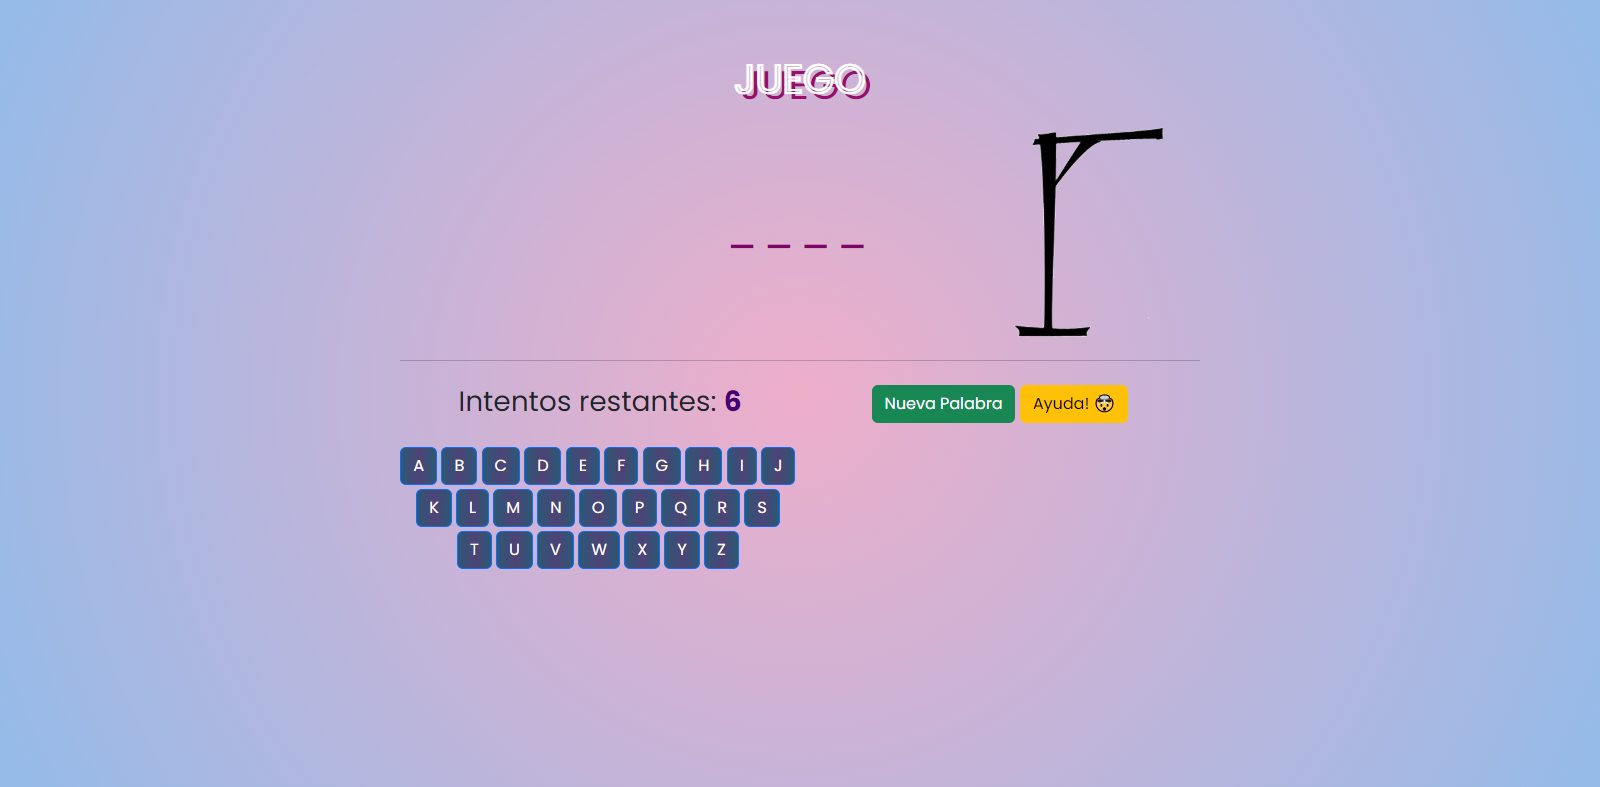 JUEGO
_ _ _ _
Intentos restantes: 6
Nueva Palabra
Ayuda! 🤯
A B C D E F G H I J
K L M N O P Q R S
T U V W X Y Z